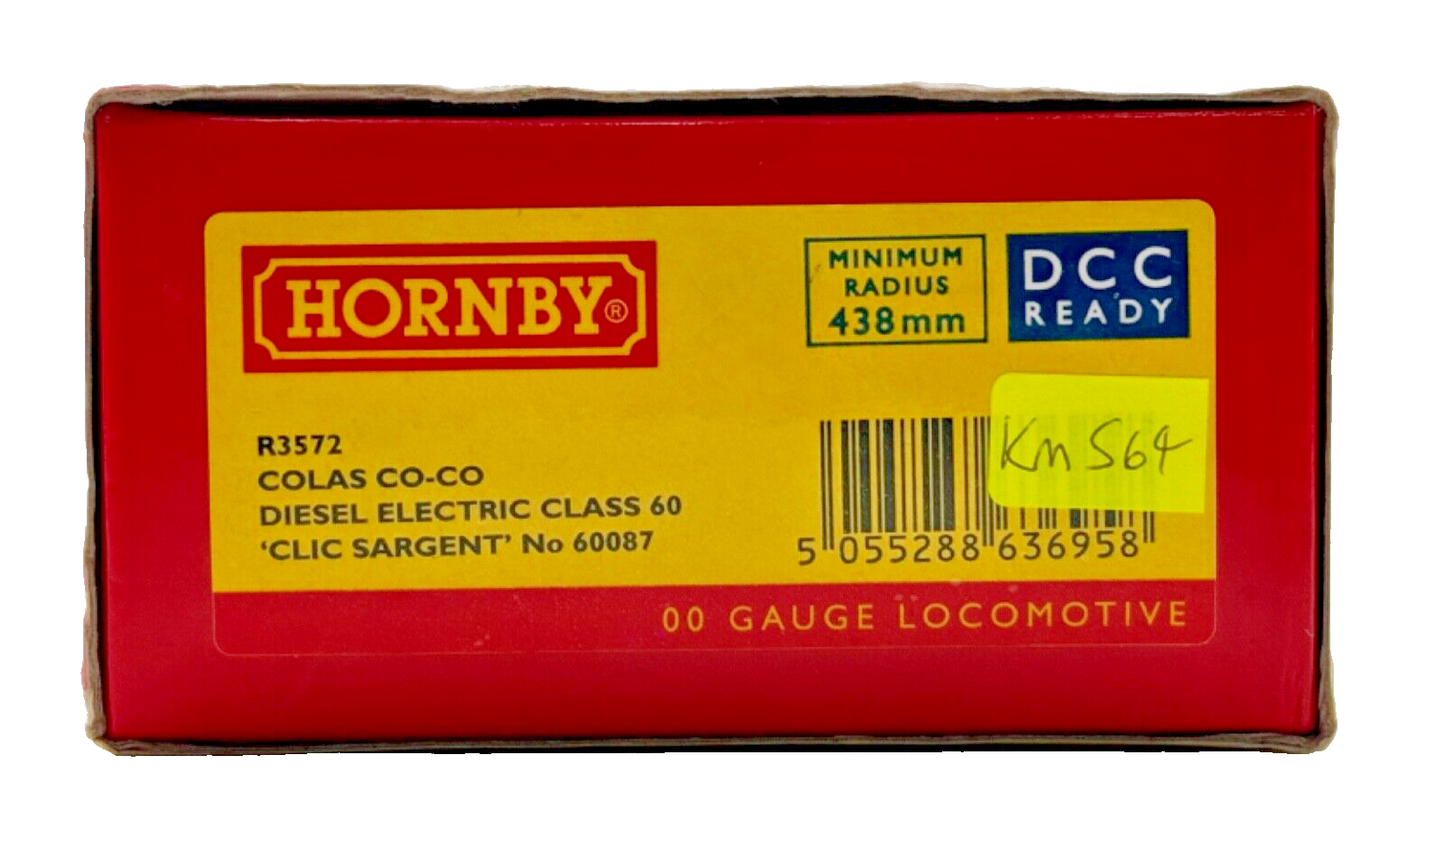 HORNBY®
MINIMUM
RADIUS
438mm
DCC
READY
R3572
COLAS CO-CO
DIESEL ELECTRIC CLASS 60
‘CLIC SARGENT’ No 60087
Km 564
5 055288 636958
00 GAUGE LOCOMOTIVE